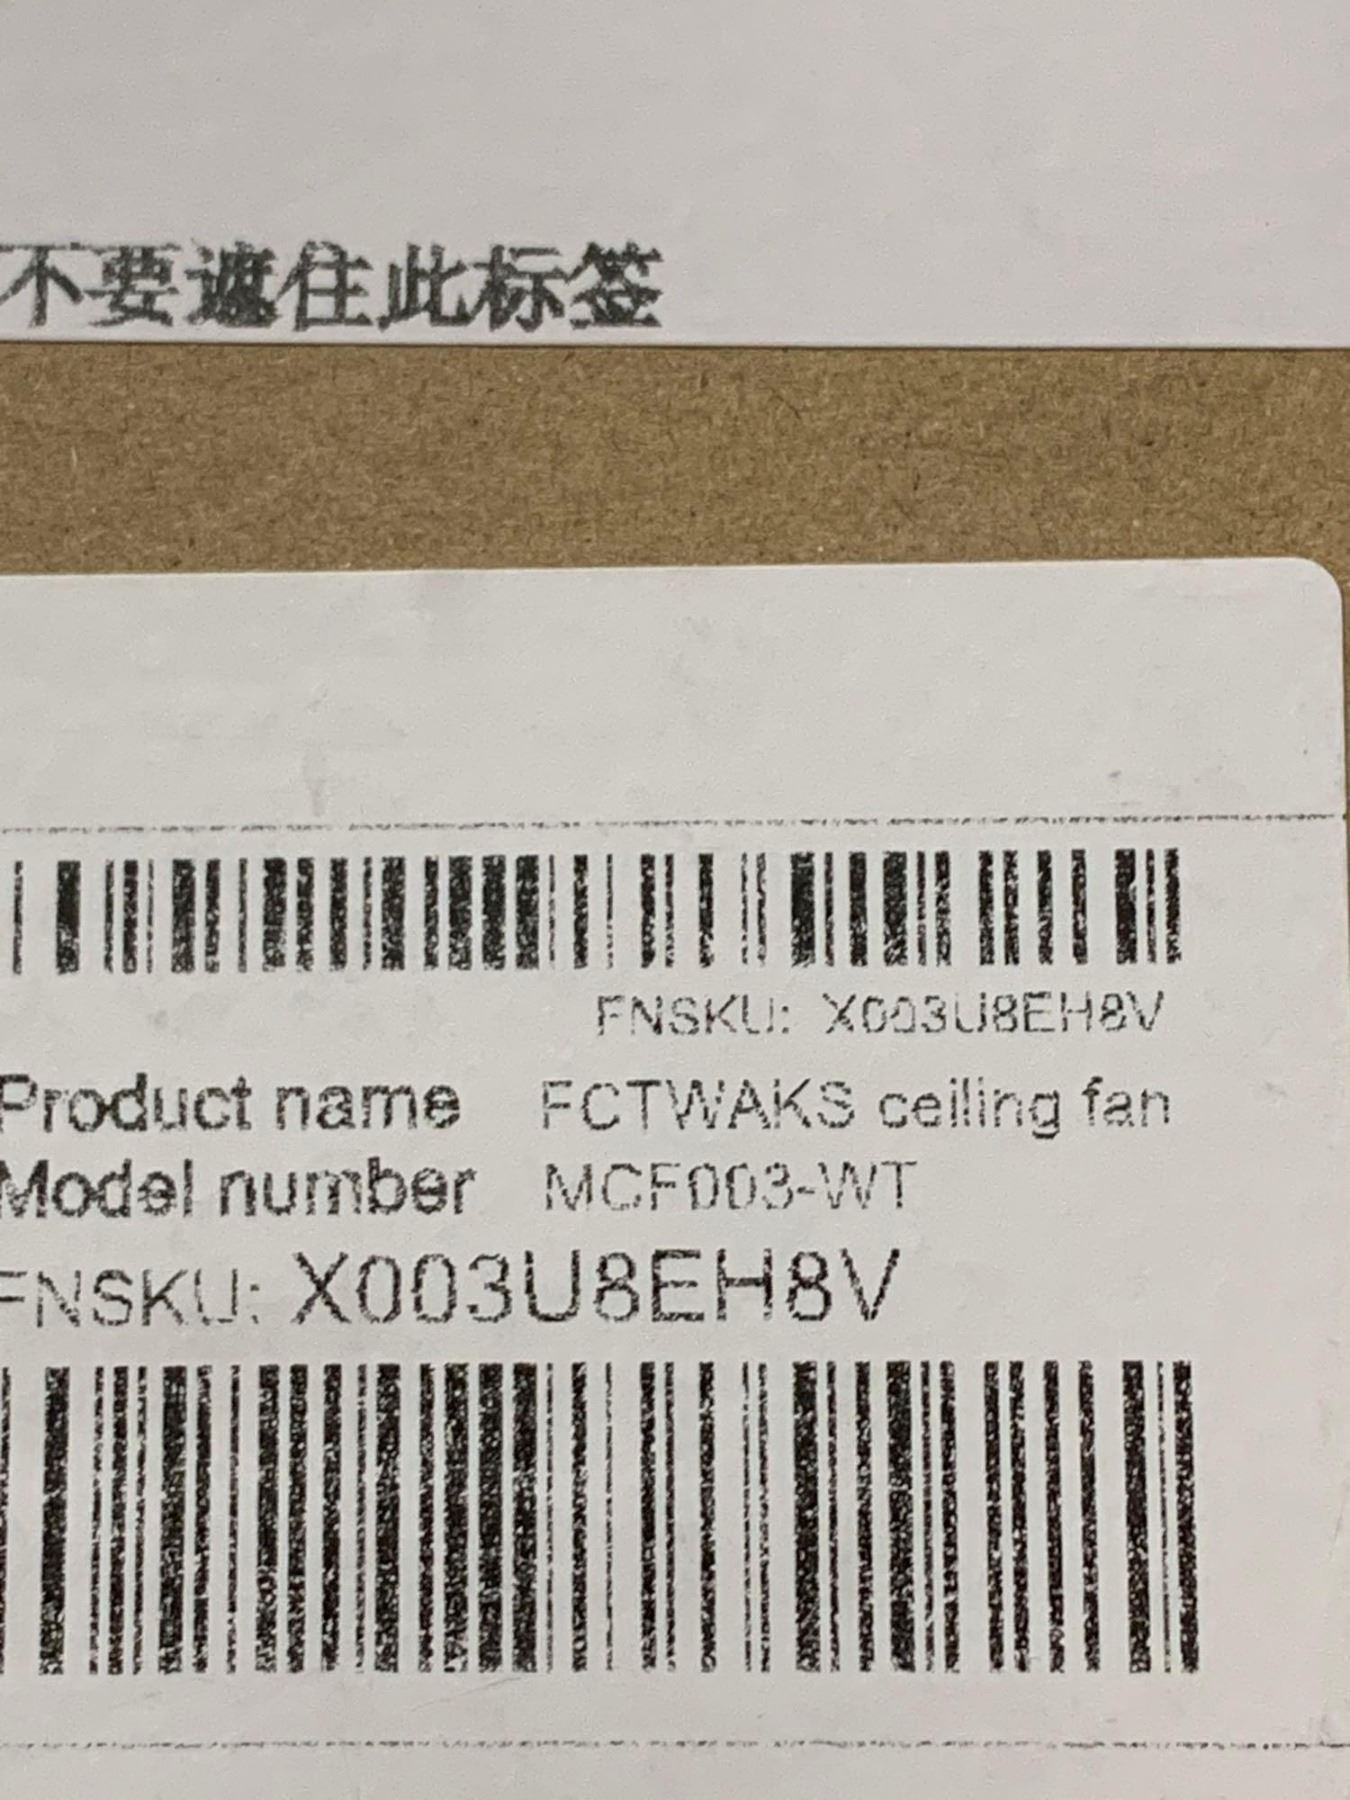 不要遮住此标签
FNSKU: X003U8EH8V
Product name FCTWAKS ceiling fan
Model number MCF003-WT
FNSKU: X003U8EH8V